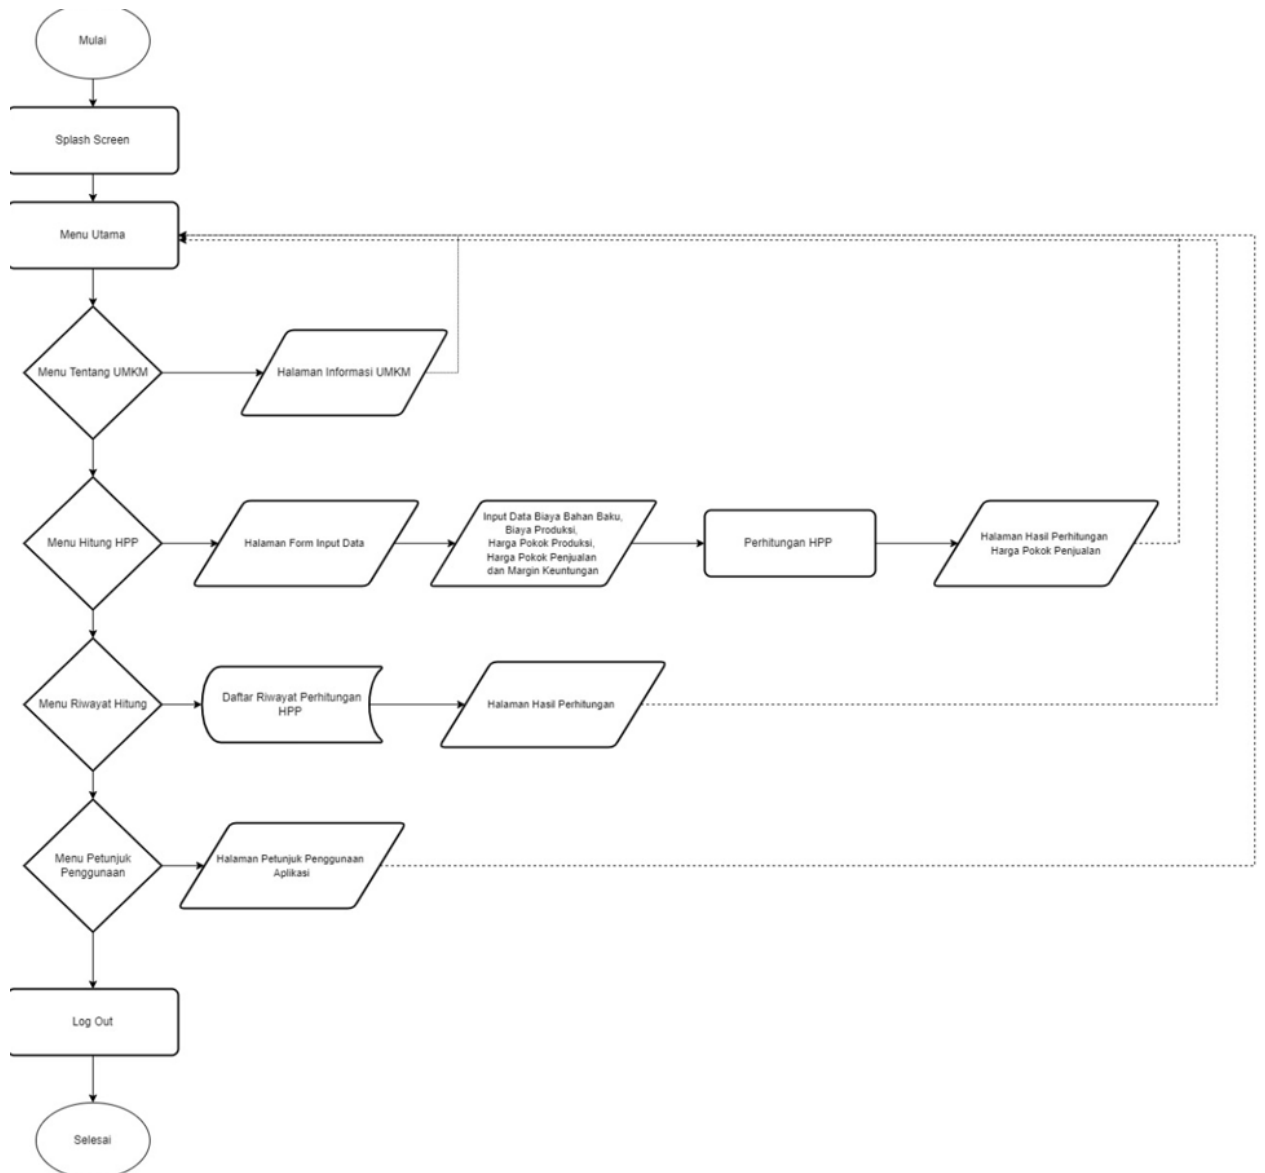 Mulai
Splash Screen
Menu Utama
Menu Tentang UMKM
Halaman Informasi UMKM
Menu Hitung HPP
Halaman Form Input Data
Input Data Biaya Bahan Baku,
Biaya Produksi,
Harga Pokok Produksi,
Harga Pokok Penjualan
dan Margin Keuntungan
Perhitungan HPP
Halaman Hasil Perhitungan
Harga Pokok Penjualan
Menu Riwayat Hitung
Daftar Riwayat Perhitungan
HPP
Halaman Hasil Perhitungan
Menu Petunjuk
Penggunaan
Halaman Petunjuk Penggunaan
Aplikasi
Log Out
Selesai